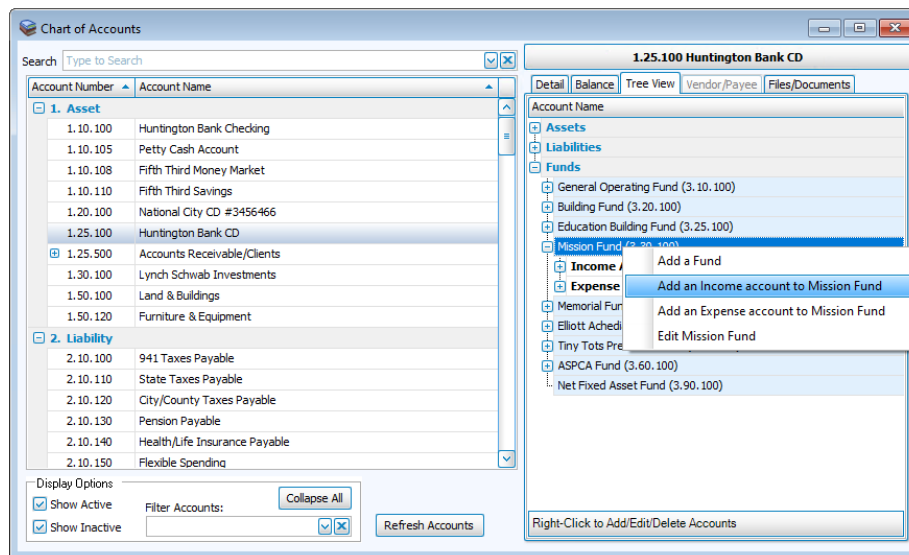 Chart of Accounts
Search Type to Search
Account Number Account Name
1. Asset
1.10.100 Huntington Bank Checking
1.10.105 Petty Cash Account
1.10.108 Fifth Third Money Market
1.10.110 Fifth Third Savings
1.20.100 National City CD #3456466
1.25.100 Huntington Bank CD
1.25.500 Accounts Receivable/Clients
1.30.100 Lynch Schwab Investments
1.50.100 Land & Buildings
1.50.120 Furniture & Equipment
2. Liability
2.10.100 941 Taxes Payable
2.10.110 State Taxes Payable
2.10.120 City/County Taxes Payable
2.10.130 Pension Payable
2.10.140 Health/Life Insurance Payable
2.10.150 Flexible Spending
Display Options
Show Active
Show Inactive
Filter Accounts:
Collapse All
Refresh Accounts
1.25.100 Huntington Bank CD
Detail Balance Tree View Vendor/Payee Files/Documents
Account Name
Assets
Liabilities
Funds
General Operating Fund (3.10.100)
Building Fund (3.20.100)
Education Building Fund (3.25.100)
Mission Fund (3.30.100)
Income
Expense
Memorial Fun
Elliott Achedi
Tiny Tots Pre
ASPCA Fund (3.60.100)
Net Fixed Asset Fund (3.90.100)
Add a Fund
Add an Income account to Mission Fund
Add an Expense account to Mission Fund
Edit Mission Fund
Right-Click to Add/Edit/Delete Accounts